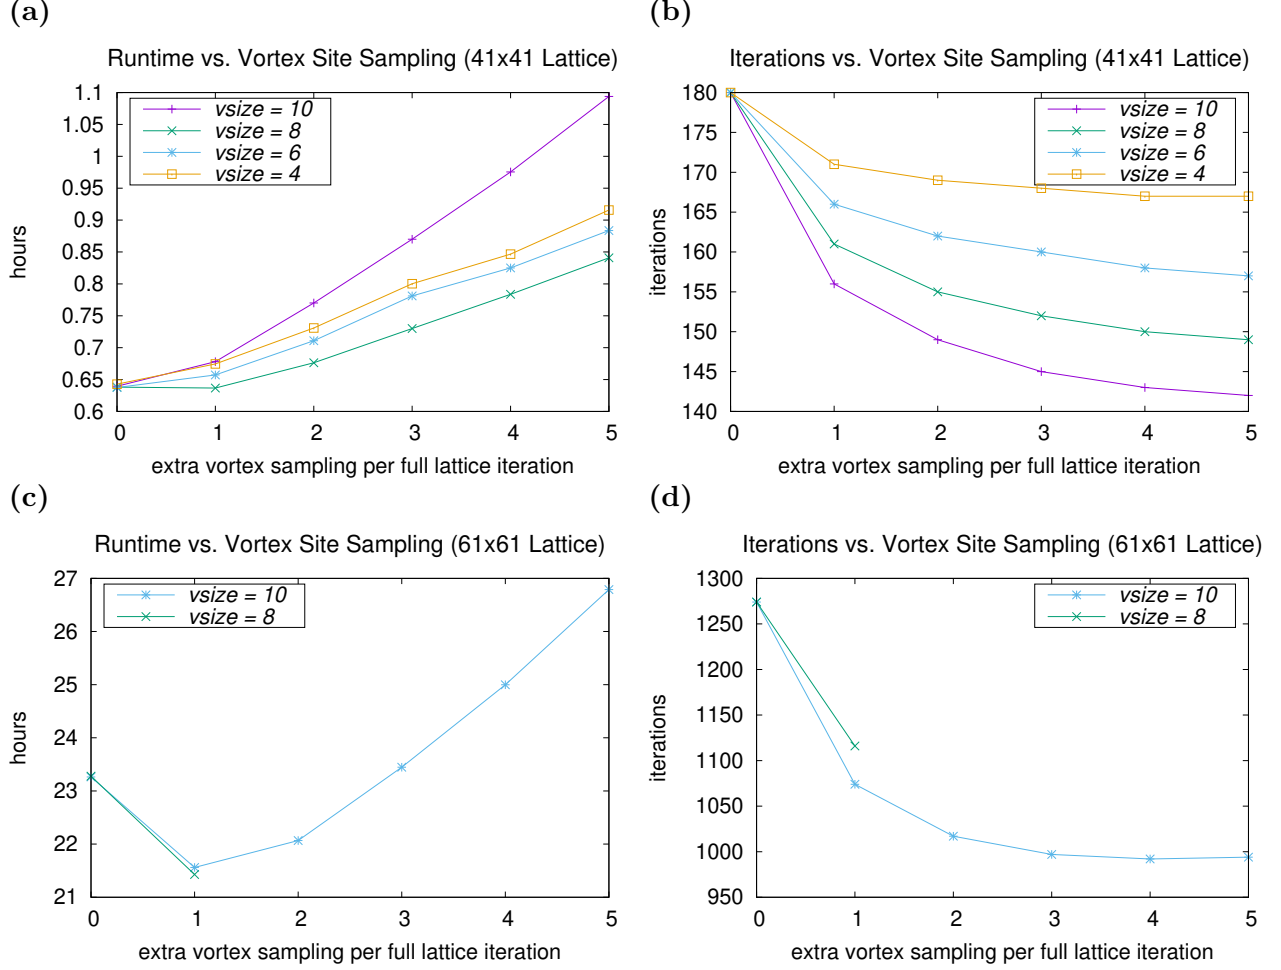 (a)
Runtime vs. Vortex Site Sampling (41x41 Lattice)
1.1
1.05
1
0.95
0.9
0.85
0.8
0.75
0.7
0.65
0.6
hours
vsize = 10
vsize = 8
vsize = 6
vsize = 4
0 1 2 3 4 5
extra vortex sampling per full lattice iteration
(b)
Iterations vs. Vortex Site Sampling (41x41 Lattice)
180
175
170
165
160
155
150
145
140
iterations
vsize = 10
vsize = 8
vsize = 6
vsize = 4
0 1 2 3 4 5
extra vortex sampling per full lattice iteration
(c)
Runtime vs. Vortex Site Sampling (61x61 Lattice)
27
26
25
24
23
22
21
hours
vsize = 10
vsize = 8
0 1 2 3 4 5
extra vortex sampling per full lattice iteration
(d)
Iterations vs. Vortex Site Sampling (61x61 Lattice)
1300
1250
1200
1150
1100
1050
1000
950
iterations
vsize = 10
vsize = 8
0 1 2 3 4 5
extra vortex sampling per full lattice iteration